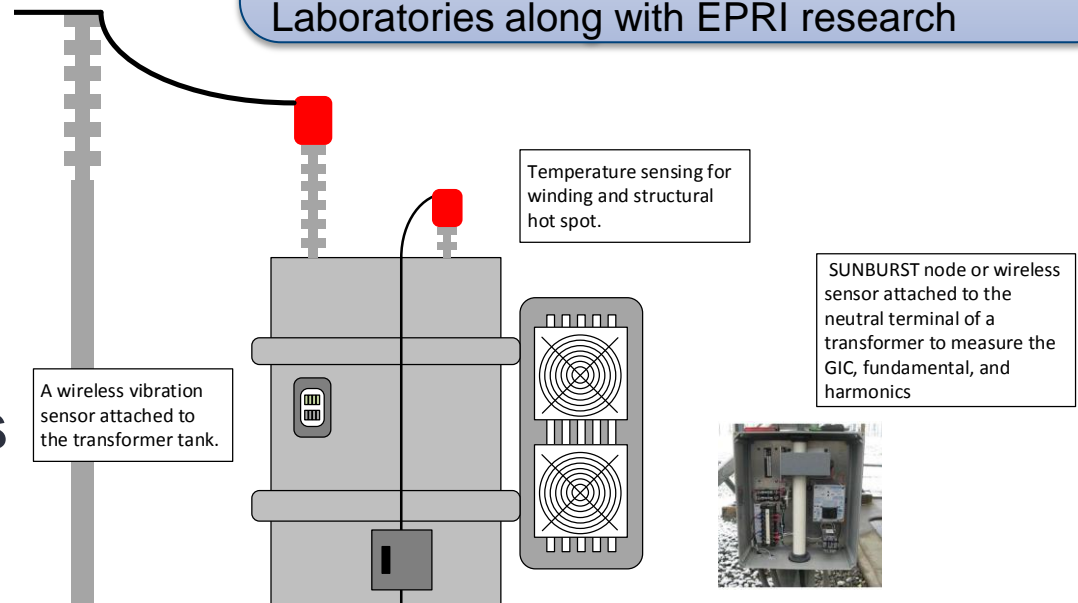 Laboratories along with EPRI research
Temperature sensing for
winding and structural
hot spot.
SUNBURST node or wireless
sensor attached to the
neutral terminal of a
transformer to measure the
GIC, fundamental, and
harmonics
A wireless vibration
sensor attached to
the transformer tank.
s